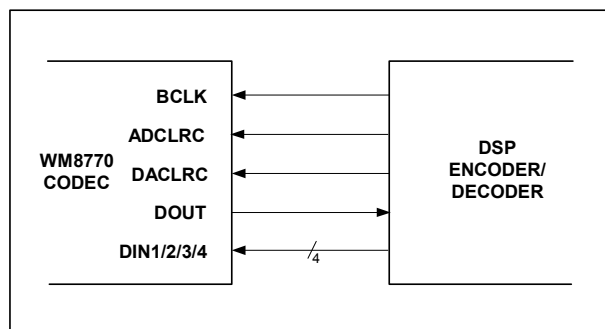 BCLK
ADCLRC
WM8770
CODEC
DACLRC
DOUT
DIN1/2/3/4
4
DSP
ENCODER/
DECODER